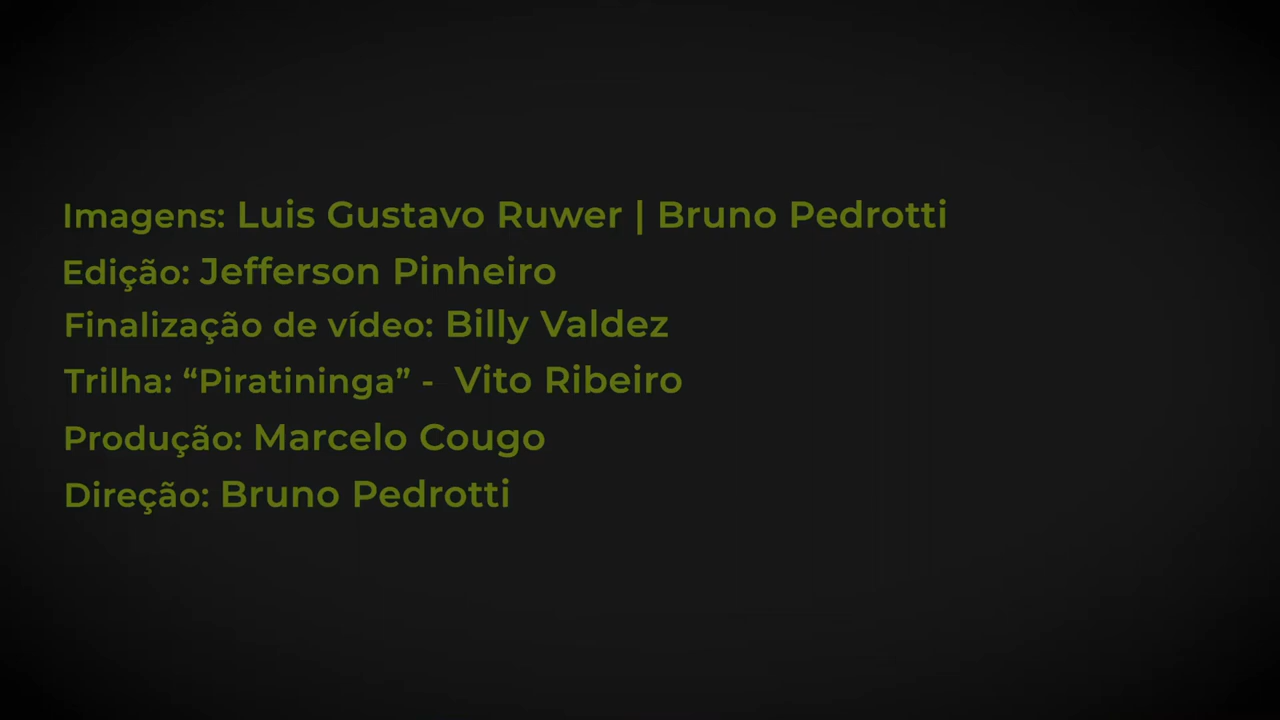 Imagens: Luis Gustavo Ruwer | Bruno Pedrotti
Edição: Jefferson Pinheiro
Finalização de vídeo: Billy Valdez
Trilha: “Piratininga” - Vito Ribeiro
Produção: Marcelo Cougo
Direção: Bruno Pedrotti